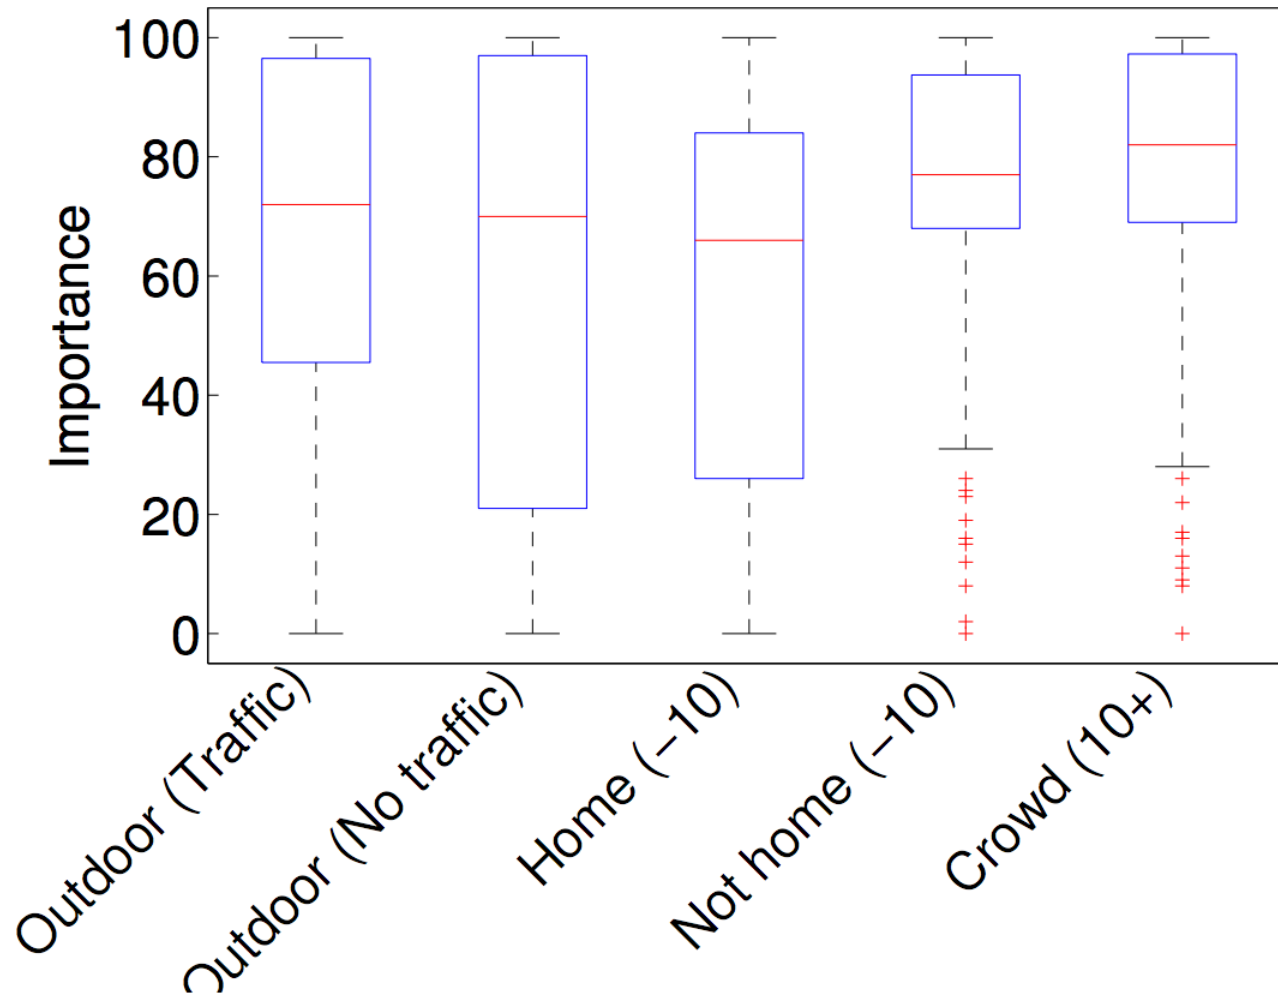 100
80
60
40
20
0
Importance
Outdoor (Traffic)
Outdoor (No traffic)
Home (−10)
Not home (−10)
Crowd (10+)